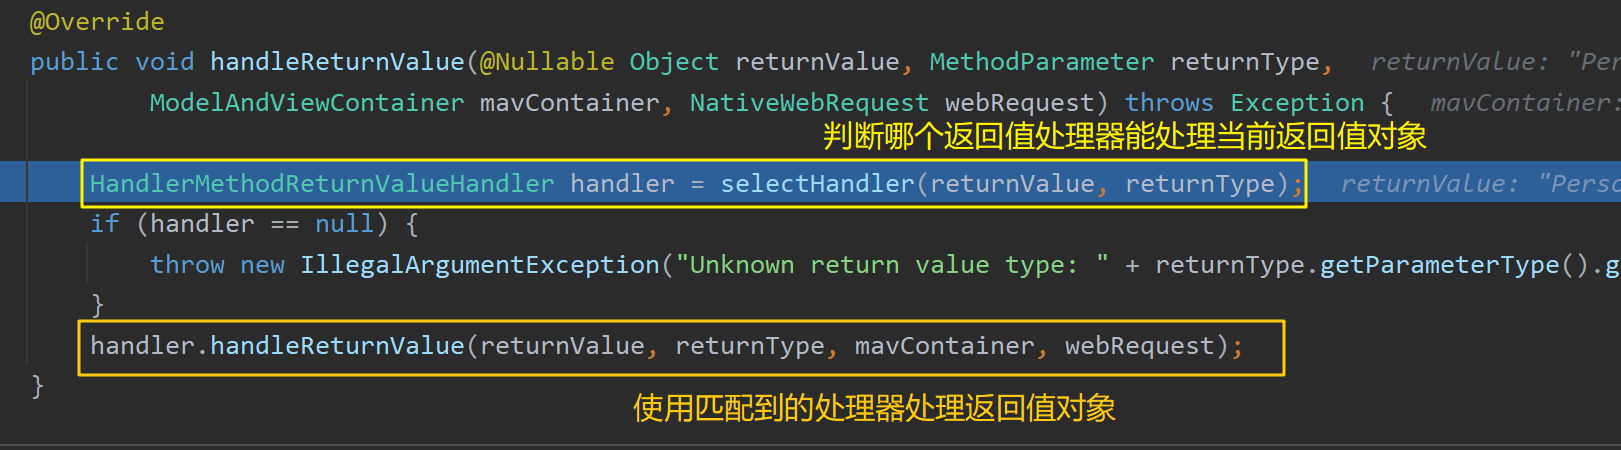 @Override
public void handleReturnValue(@Nullable Object returnValue, MethodParameter returnType, returnValue: "Per
ModelAndViewContainer mavContainer, NativeWebRequest webRequest) throws Exception { mavContainer:
判断哪个返回值处理器能处理当前返回值对象
HandlerMethodReturnValueHandler handler = selectHandler(returnValue, returnType); returnValue: "Perso
if (handler == null) {
throw new IllegalArgumentException("Unknown return value type: " + returnType.getParameterType().g
}
handler.handleReturnValue(returnValue, returnType, mavContainer, webRequest);
}
使用匹配到的处理器处理返回值对象